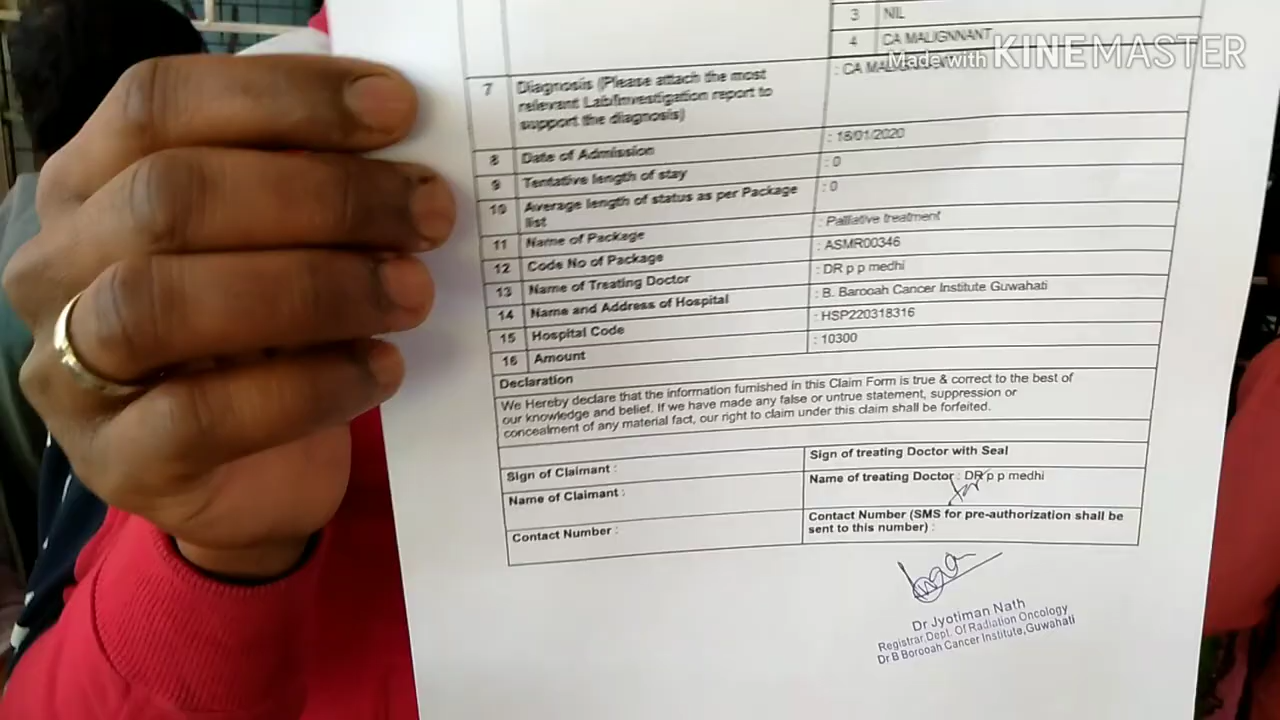 3 NIL
4 CA MALIGNNANT
Made with KINEMASTER
7 Diagnosis (Please attach the most
relevant Lab/Investigation report to
support the diagnosis)
: CA
8 Date of Admission : 18/01/2020
9 Tentative length of stay : 0
10 Average length of status as per Package
list
: 0
11 Name of Package : Palliative treatment
12 Code No of Package : ASMR00346
13 Name of Treating Doctor : DR p p medhi
14 Name and Address of Hospital : B. Barooah Cancer Institute Guwahati
15 Hospital Code : HSP220318316
16 Amount : 10300
Declaration
We Hereby declare that the information furnished in this Claim Form is true & correct to the best of
our knowledge and belief. If we have made any false or untrue statement, suppression or
concealment of any material fact, our right to claim under this claim shall be forfeited.
Sign of Claimant :
Sign of treating Doctor with Seal
Name of Claimant :
Name of treating Doctor : DR p p medhi
Contact Number :
Contact Number (SMS for pre-authorization shall be
sent to this number) :
Dr Jyotiman Nath
Registrar,Dept. Of Radiation Oncology
Dr B Borooah Cancer Institute,Guwahati